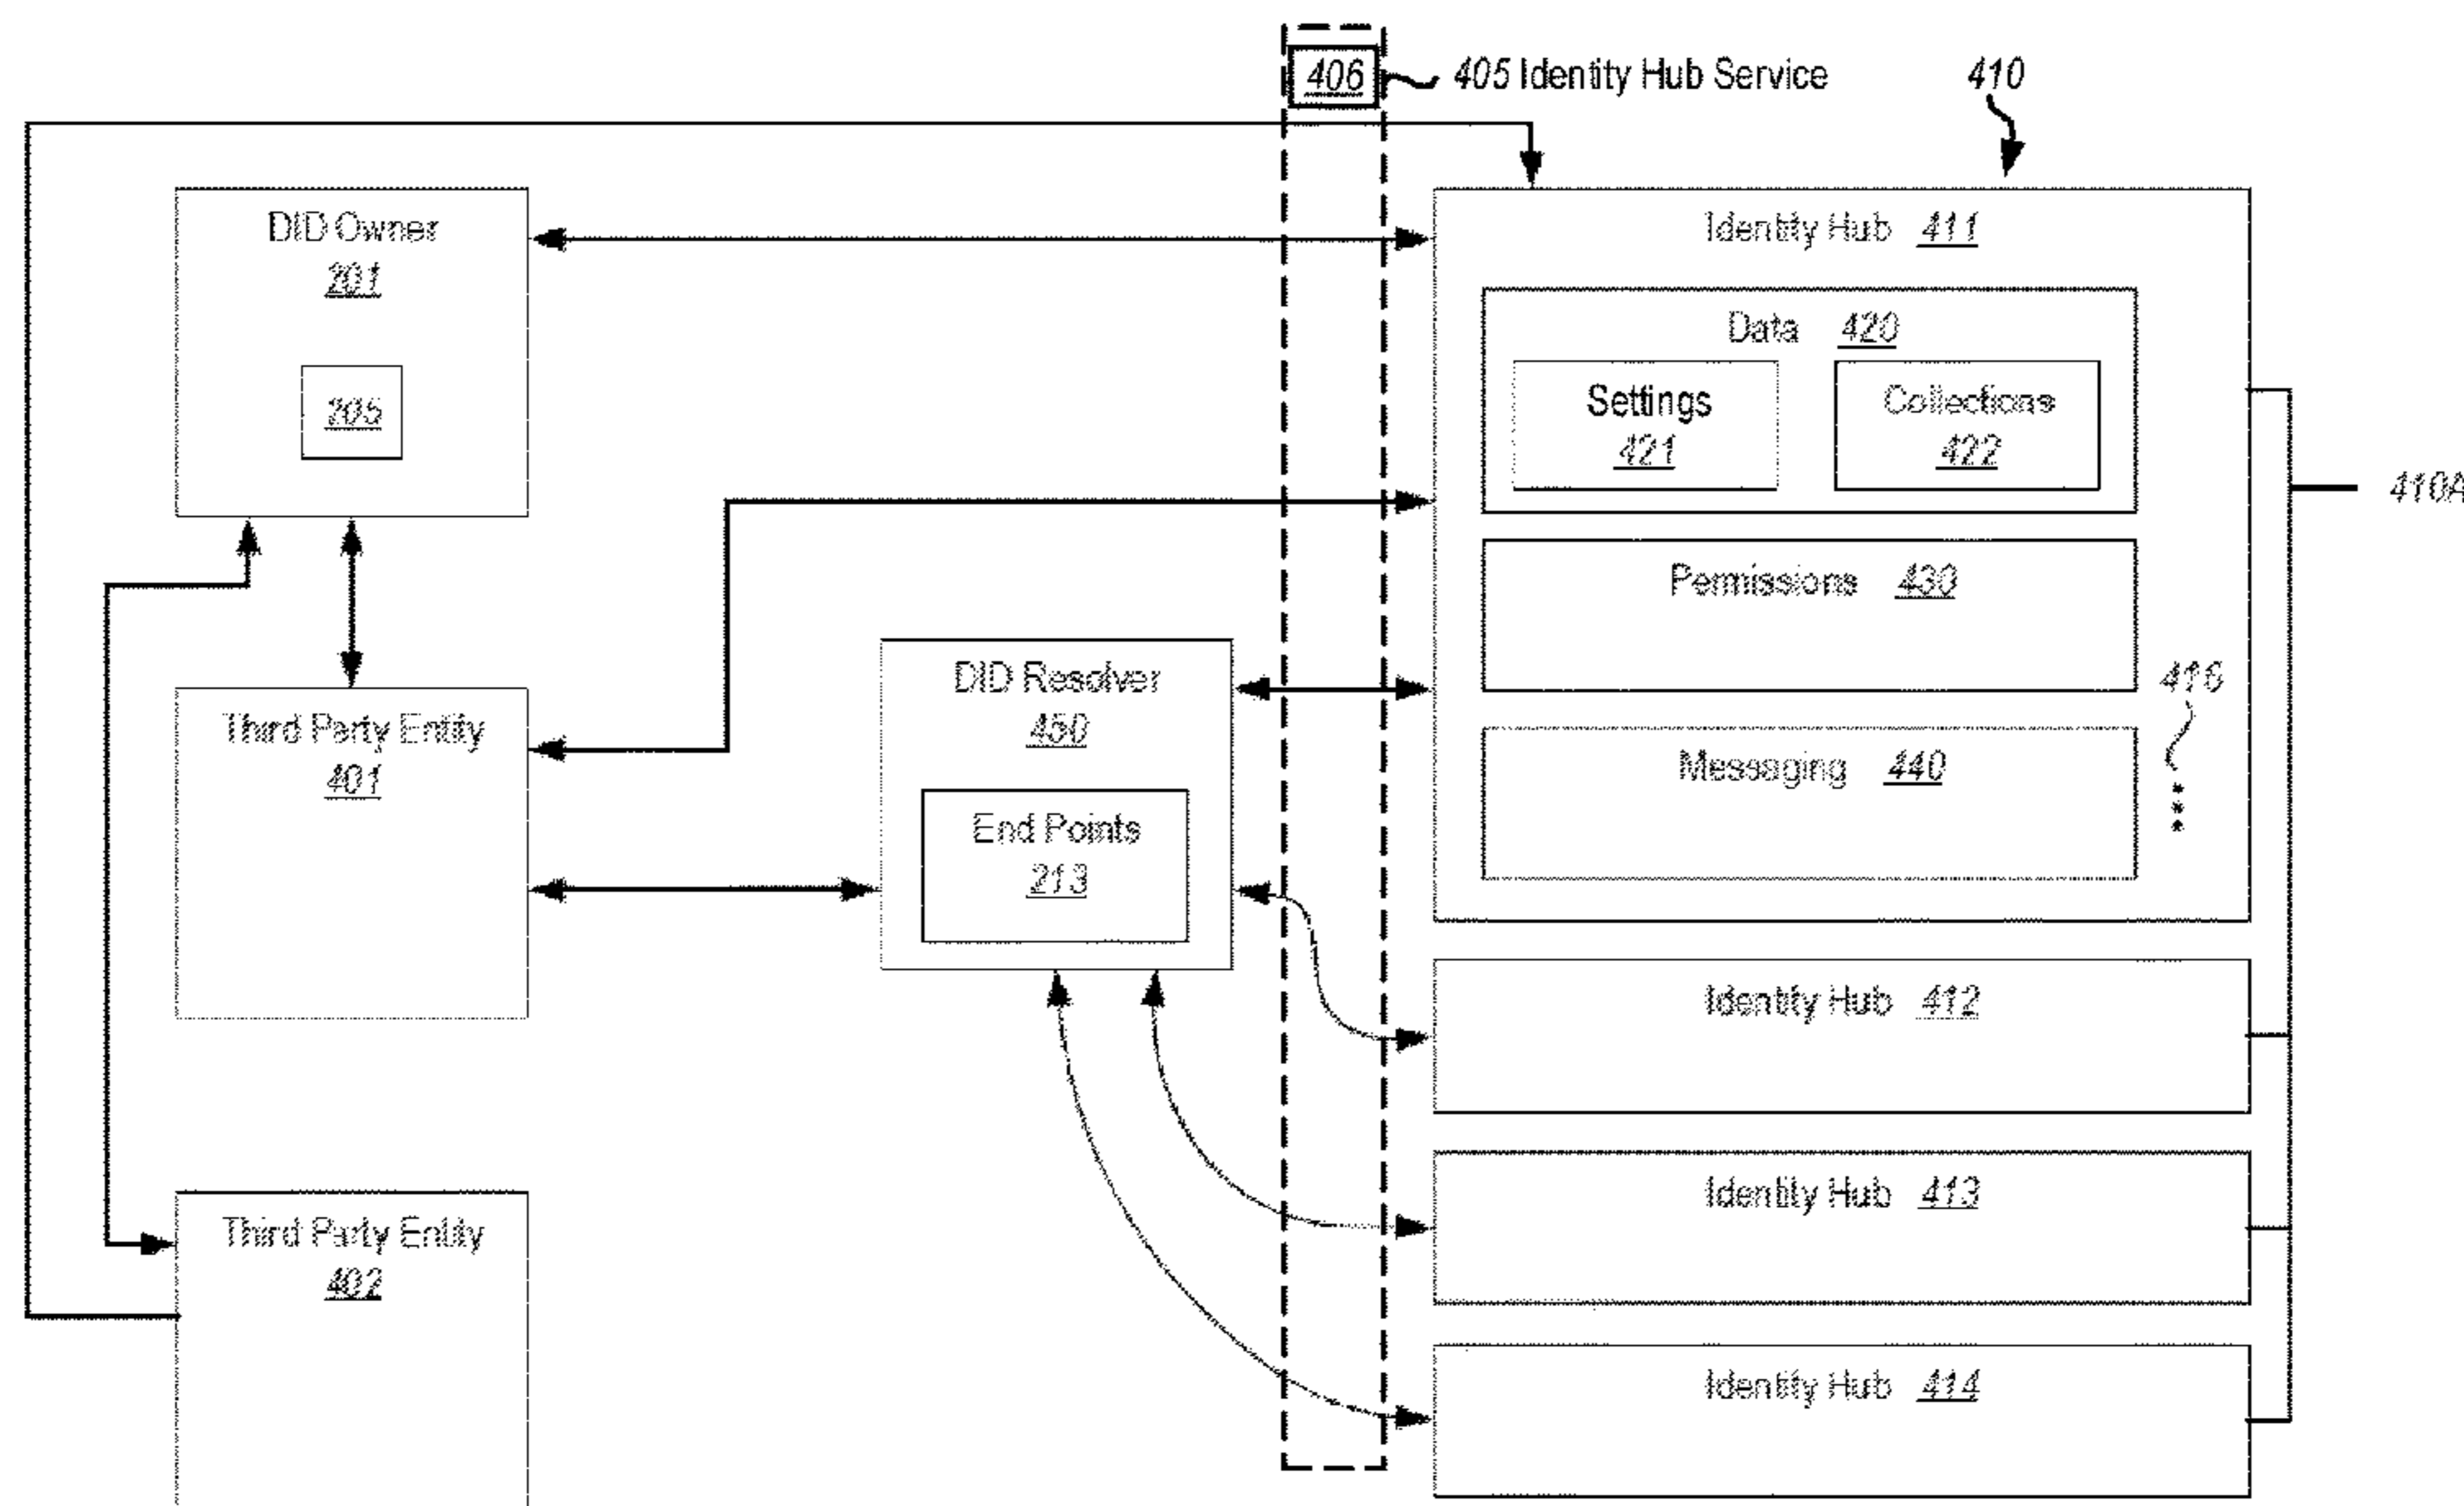 406
405 Identity Hub Service
410
DID Owner
201
205
Identity Hub 411
Data 420
Settings
421
Collections
422
410A
Permissions 430
416
Messaging 440
Third Party Entity
401
DID Resolver
450
End Points
213
Identity Hub 412
Identity Hub 413
Third Party Entity
402
Identity Hub 414